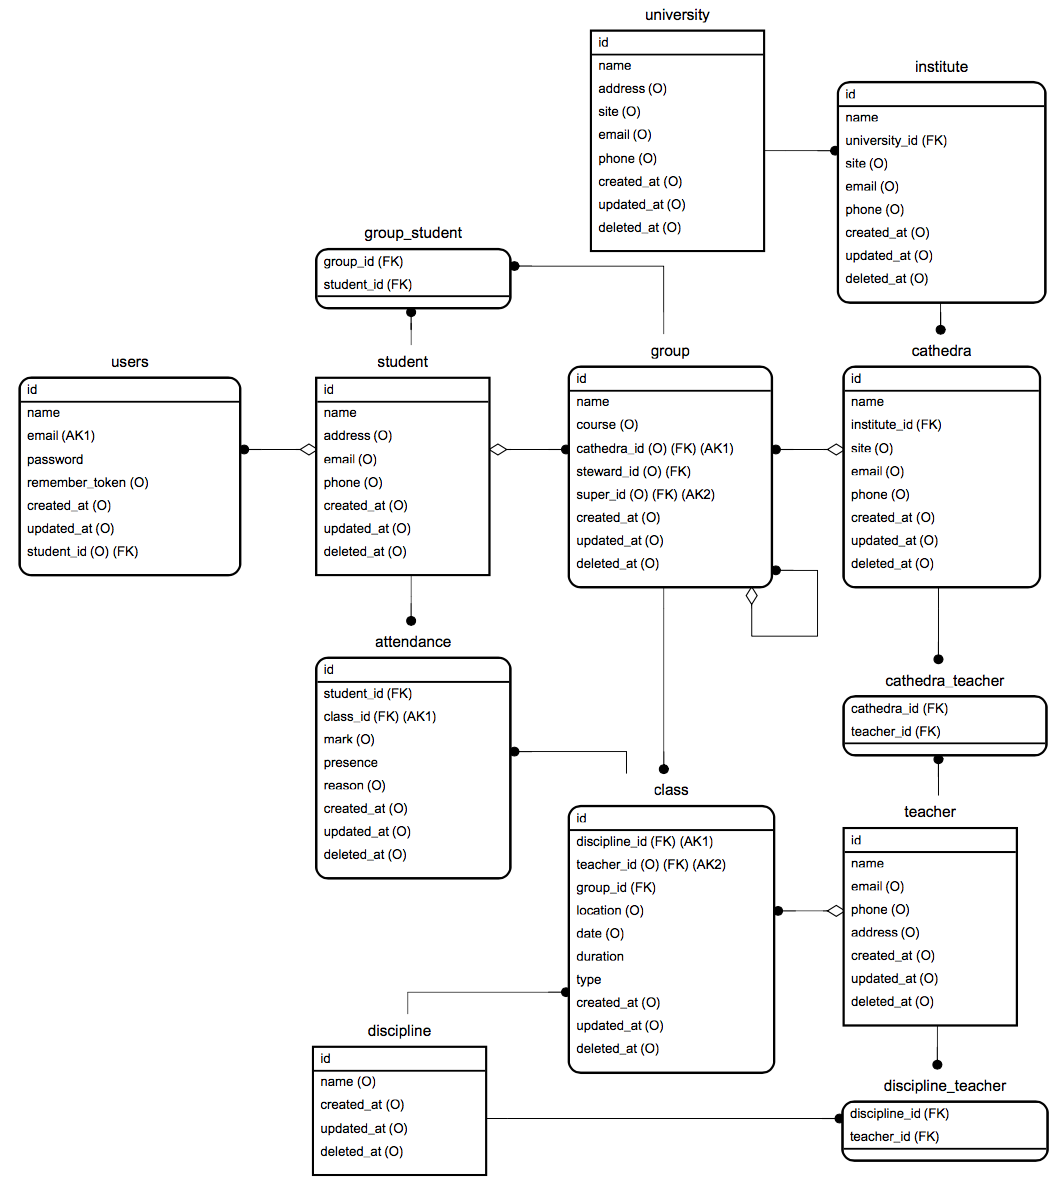 university
id
name
address (O)
site (O)
email (O)
phone (O)
created_at (O)
updated_at (O)
deleted_at (O)
institute
id
name
university_id (FK)
site (O)
email (O)
phone (O)
created_at (O)
updated_at (O)
deleted_at (O)
group_student
group_id (FK)
student_id (FK)
users
id
name
email (AK1)
password
remember_token (O)
created_at (O)
updated_at (O)
student_id (O) (FK)
student
id
name
address (O)
email (O)
phone (O)
created_at (O)
updated_at (O)
deleted_at (O)
group
id
name
course (O)
cathedra_id (O) (FK) (AK1)
steward_id (O) (FK)
super_id (O) (FK) (AK2)
created_at (O)
updated_at (O)
deleted_at (O)
cathedra
id
name
institute_id (FK)
site (O)
email (O)
phone (O)
created_at (O)
updated_at (O)
deleted_at (O)
attendance
id
student_id (FK)
class_id (FK) (AK1)
mark (O)
presence
reason (O)
created_at (O)
updated_at (O)
deleted_at (O)
cathedra_teacher
cathedra_id (FK)
teacher_id (FK)
class
id
discipline_id (FK) (AK1)
teacher_id (O) (FK) (AK2)
group_id (FK)
location (O)
date (O)
duration
type
created_at (O)
updated_at (O)
deleted_at (O)
teacher
id
name
email (O)
phone (O)
address (O)
created_at (O)
updated_at (O)
deleted_at (O)
discipline
id
name (O)
created_at (O)
updated_at (O)
deleted_at (O)
discipline_teacher
discipline_id (FK)
teacher_id (FK)